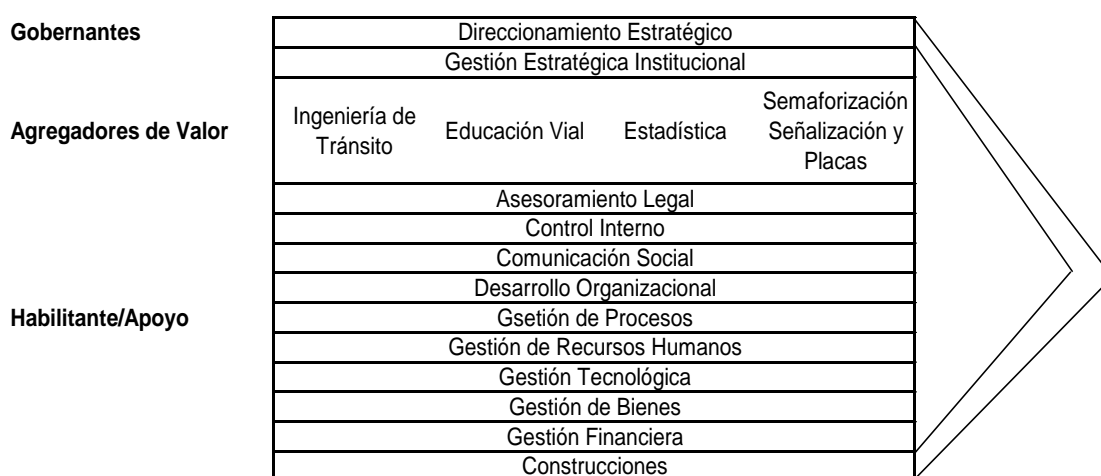 Gobernantes
Direccionamiento Estratégico
Gestión Estratégica Institucional
Agregadores de Valor
Ingeniería de
Tránsito
Educación Vial
Estadística
Semaforización
Señalización y
Placas
Asesoramiento Legal
Control Interno
Comunicación Social
Desarrollo Organizacional
Habilitante/Apoyo
Gsetión de Procesos
Gestión de Recursos Humanos
Gestión Tecnológica
Gestión de Bienes
Gestión Financiera
Construcciones